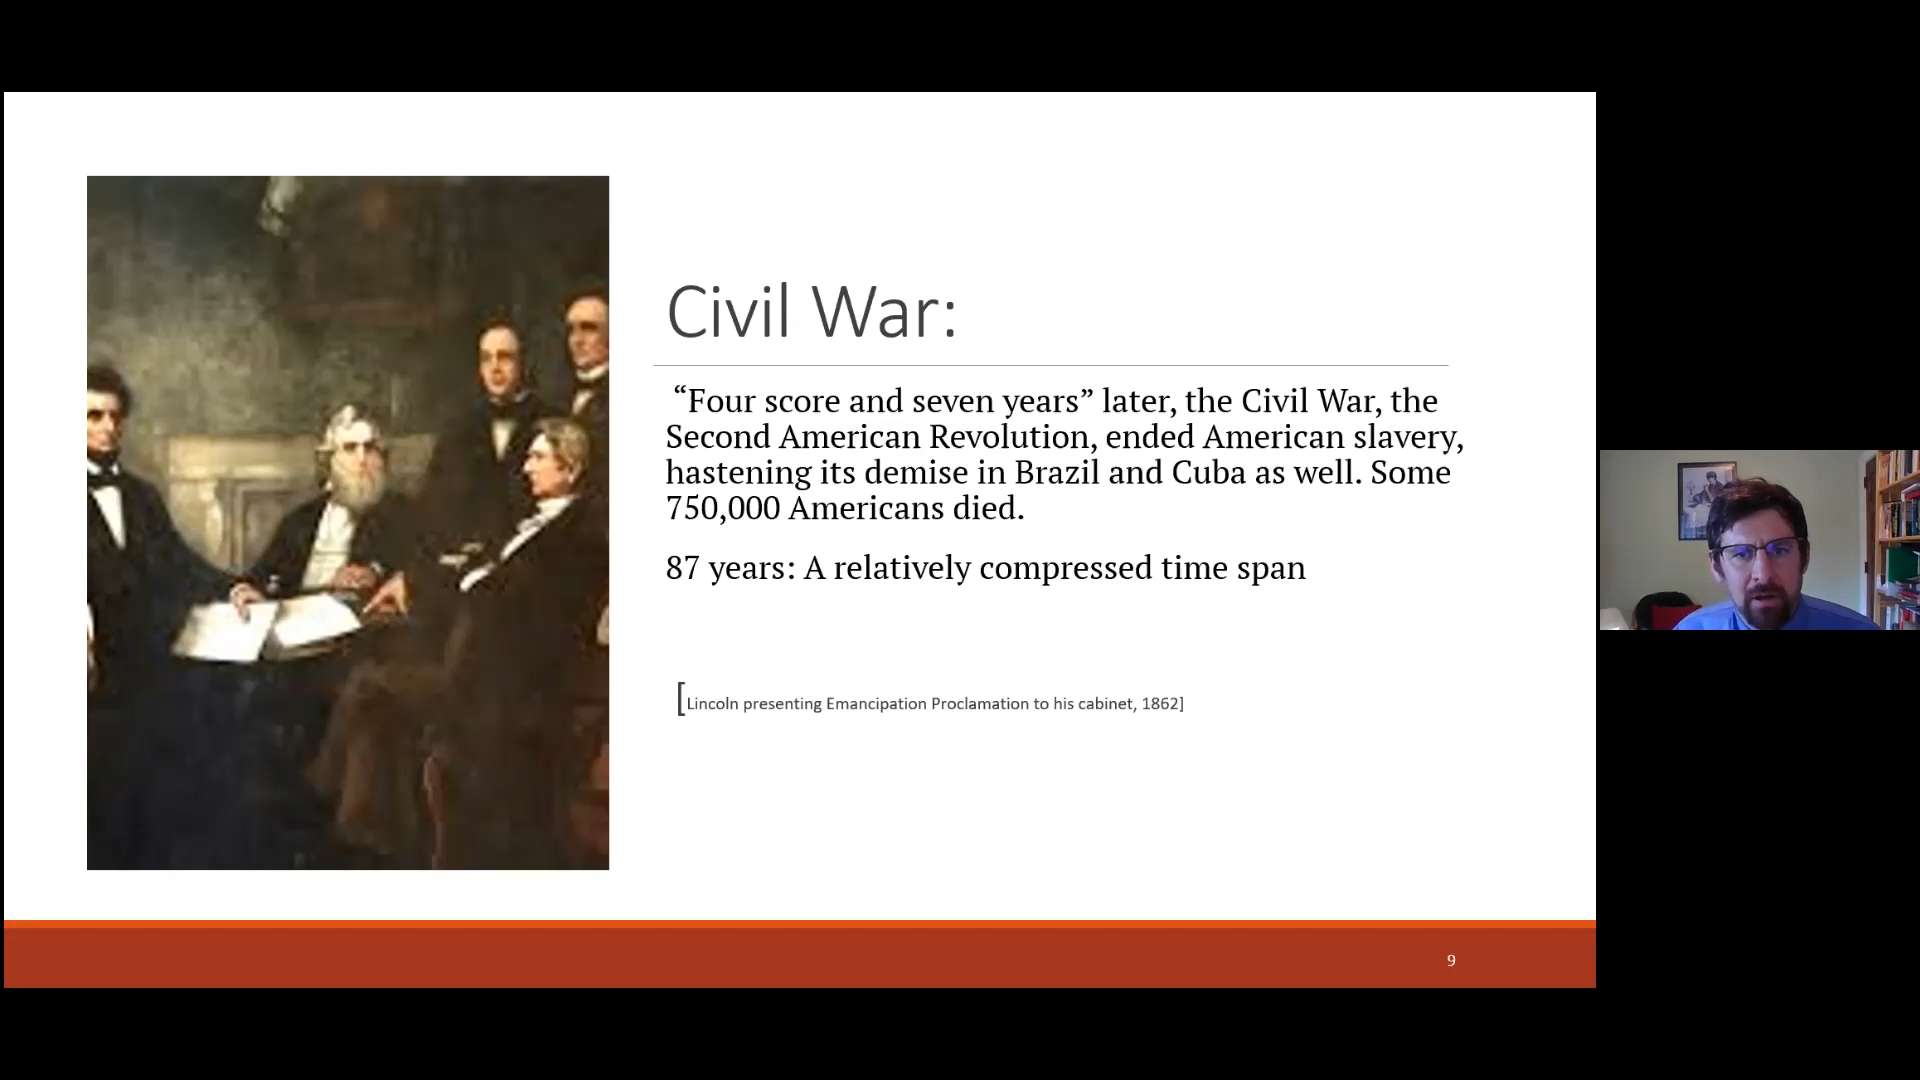 Civil War:
“Four score and seven years” later, the Civil War, the
Second American Revolution, ended American slavery,
hastening its demise in Brazil and Cuba as well. Some
750,000 Americans died.
87 years: A relatively compressed time span
[Lincoln presenting Emancipation Proclamation to his cabinet, 1862]
9